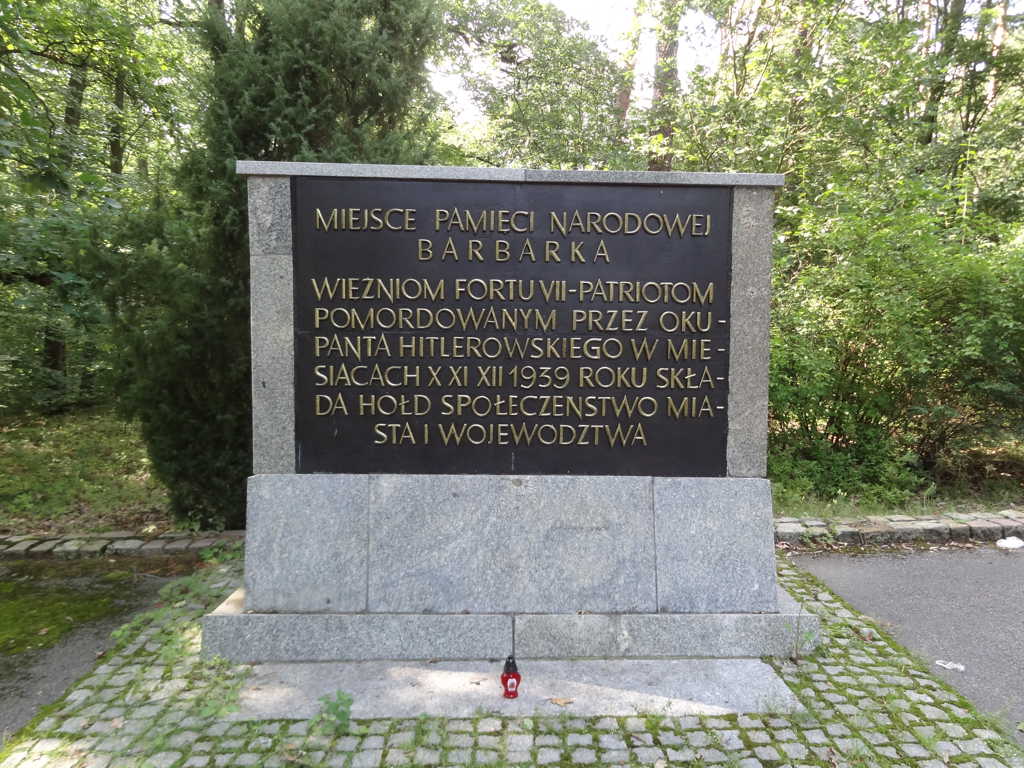 MIEJSCE PAMIĘCI NARODOWEJ
BARBARKA
WIĘŹNIOM FORTU VII-PATRIOTOM
POMORDOWANYM PRZEZ OKU-
PANTA HITLEROWSKIEGO W MIE-
SIĄCACH X XI XII 1939 ROKU SKŁA-
DA HOŁD SPOŁECZEŃSTWO MIA-
STA I WOJEWÓDZTWA